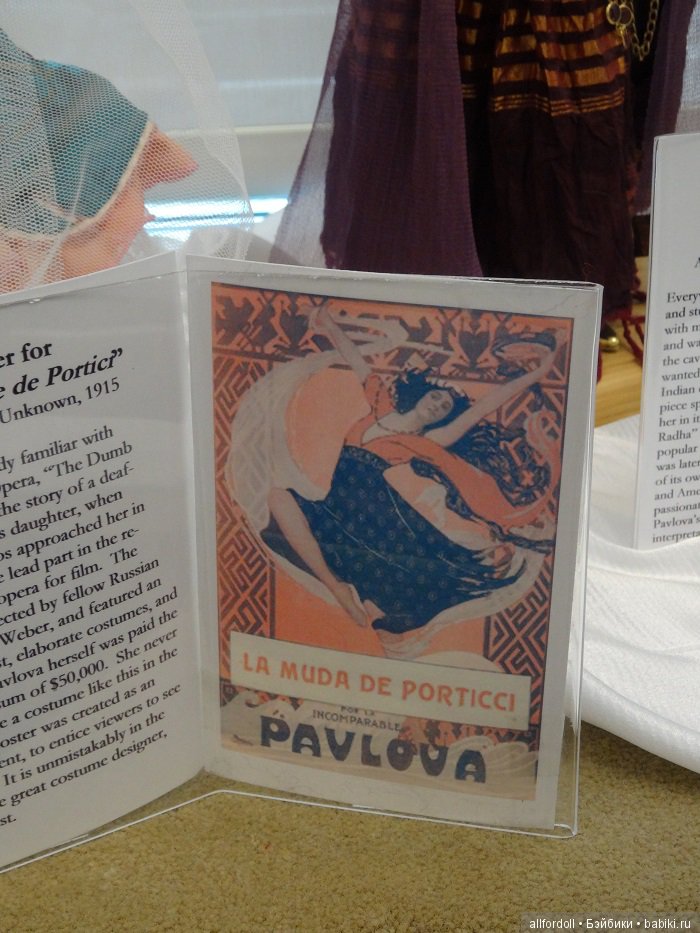 er for
e de Portici"
Unknown, 1915
dy familiar with
pera, "The Dumb
the story of a deaf-
s daughter, when
os approached her in
e lead part in the re-
opera for film. The
ected by fellow Russian
Weber, and featured an
st, elaborate costumes, and
avlova herself was paid the
um of $50,000. She never
e a costume like this in the
oster was created as an
ent, to entice viewers to see
It is unmistakably in the
e great costume designer,
st.
LA MUDA DE PORTICCI
POR LA
INCOMPARABLE
PAVLOVA
A
Every
and stu
with m
and wa
the cav
wanted
Indian
piece sp
her in it
Radha"
popular
was later
of its ow
and Ame
passionat
Pavlova's
interpreta
allfordoll • Бэйбики • babiki.ru